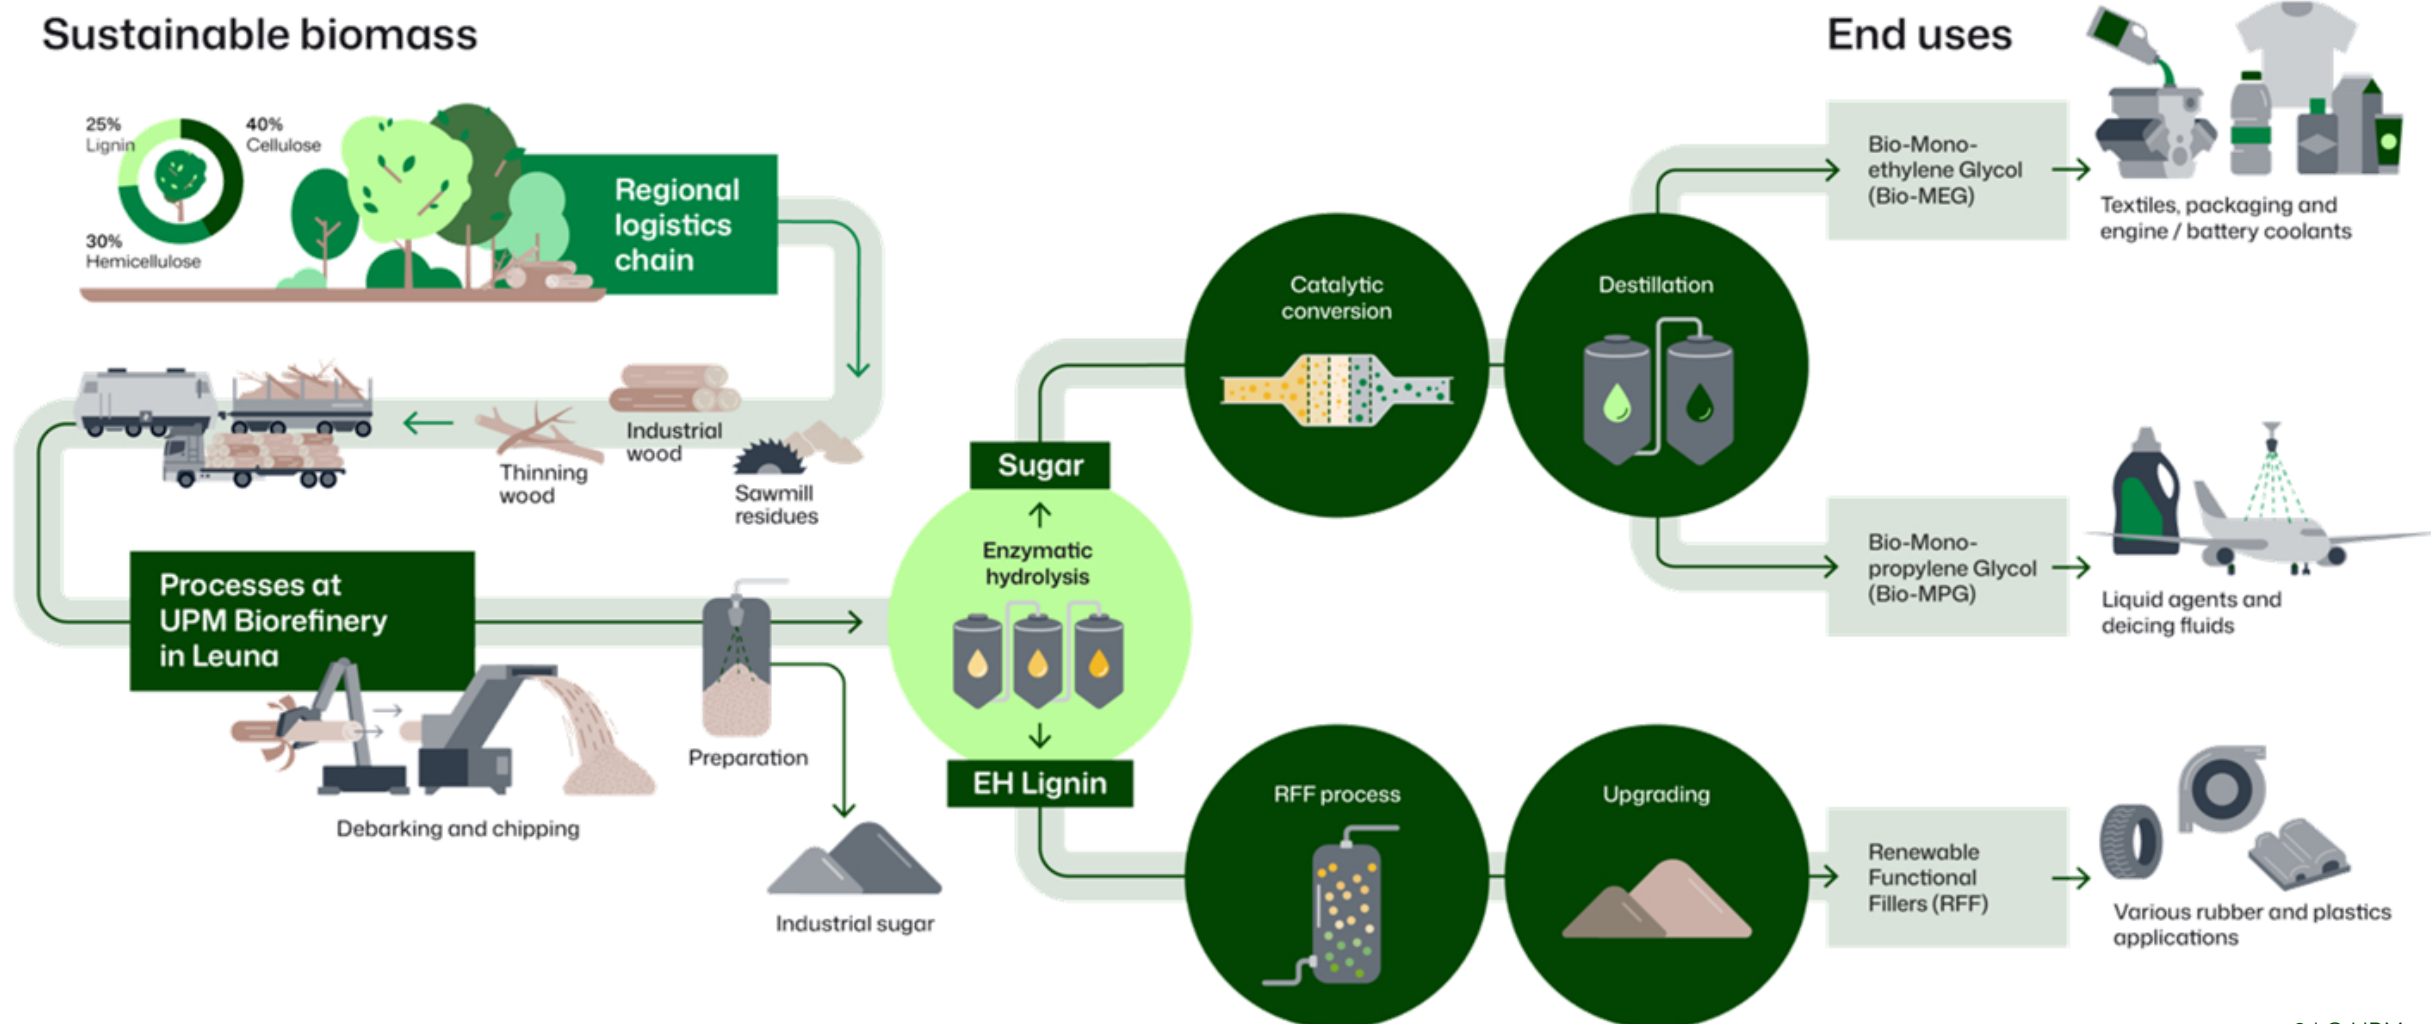 Sustainable biomass
25%
Lignin
40%
Cellulose
30%
Hemicellulose
Regional
logistics
chain
Industrial
wood
Thinning
wood
Sawmill
residues
Processes at
UPM Biorefinery
in Leuna
Debarking and chipping
Preparation
Industrial sugar
Sugar
Enzymatic
hydrolysis
EH Lignin
Catalytic
conversion
Destillation
RFF process
Upgrading
End uses
Bio-Mono-
ethylene Glycol
(Bio-MEG)
Textiles, packaging and
engine / battery coolants
Bio-Mono-
propylene Glycol
(Bio-MPG)
Liquid agents and
deicing fluids
Renewable
Functional
Fillers (RFF)
Various rubber and plastics
applications